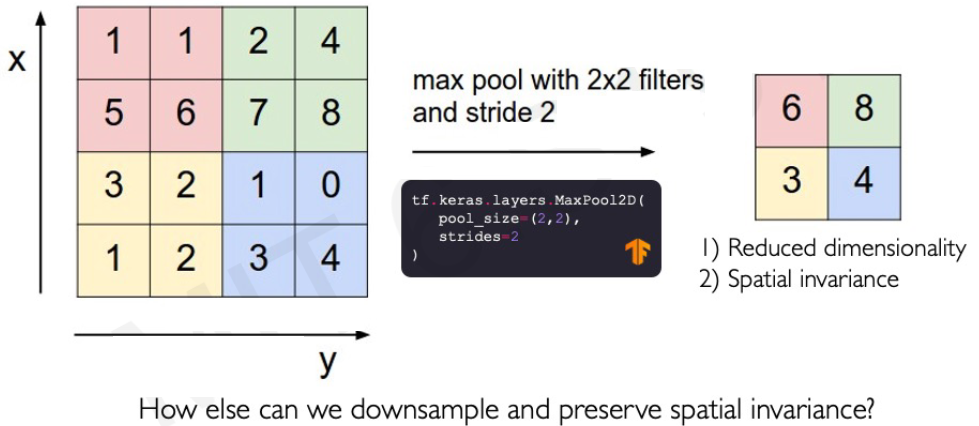 x
1 1 2 4
5 6 7 8
3 2 1 0
1 2 3 4
y
max pool with 2x2 filters
and stride 2
tf.keras.layers.MaxPool2D(
pool_size=(2,2),
strides=2
)
6 8
3 4
1) Reduced dimensionality
2) Spatial invariance
How else can we downsample and preserve spatial invariance?